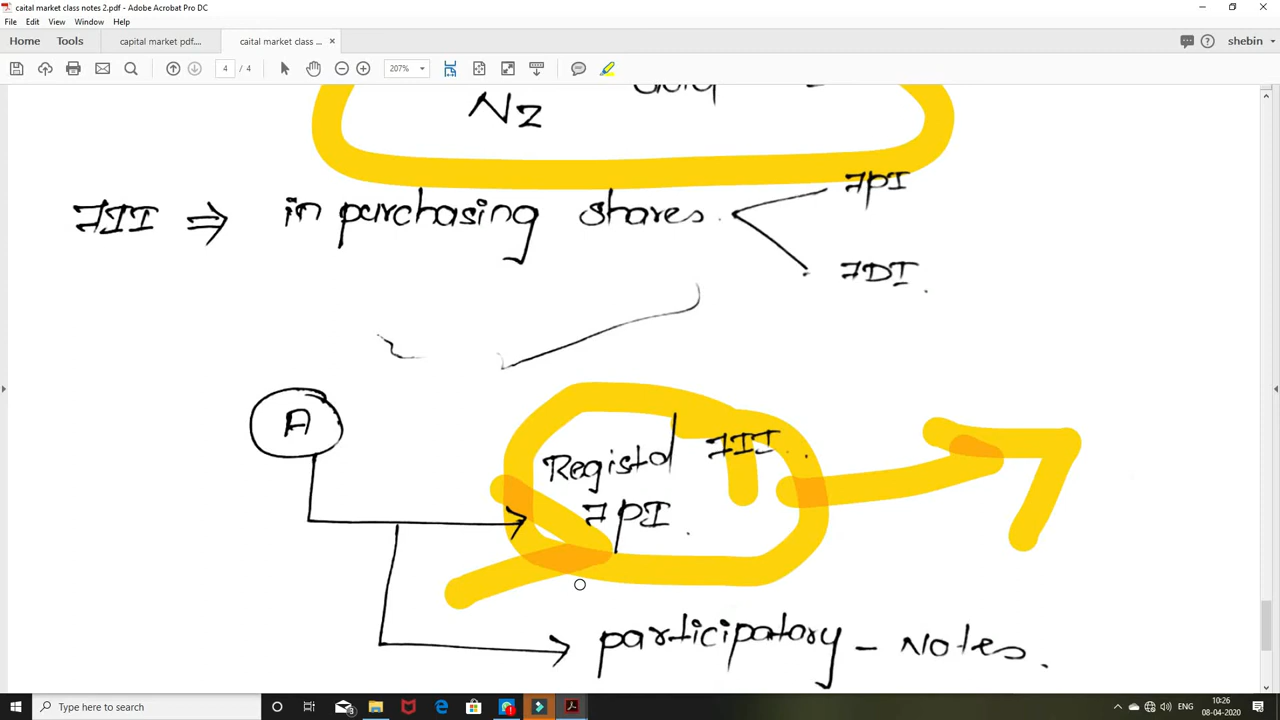 caital market class notes 2.pdf - Adobe Acrobat Pro DC
File Edit View Window Help
Home Tools capital market pdf.... caital market class ... × shebin
4 / 4 207%
NZ
FII ⇒ in purchasing shares. FPI
FDI.
A
Registd FII.
FPI.
participatory - Notes.
Type here to search
ENG 10:26
08-04-2020